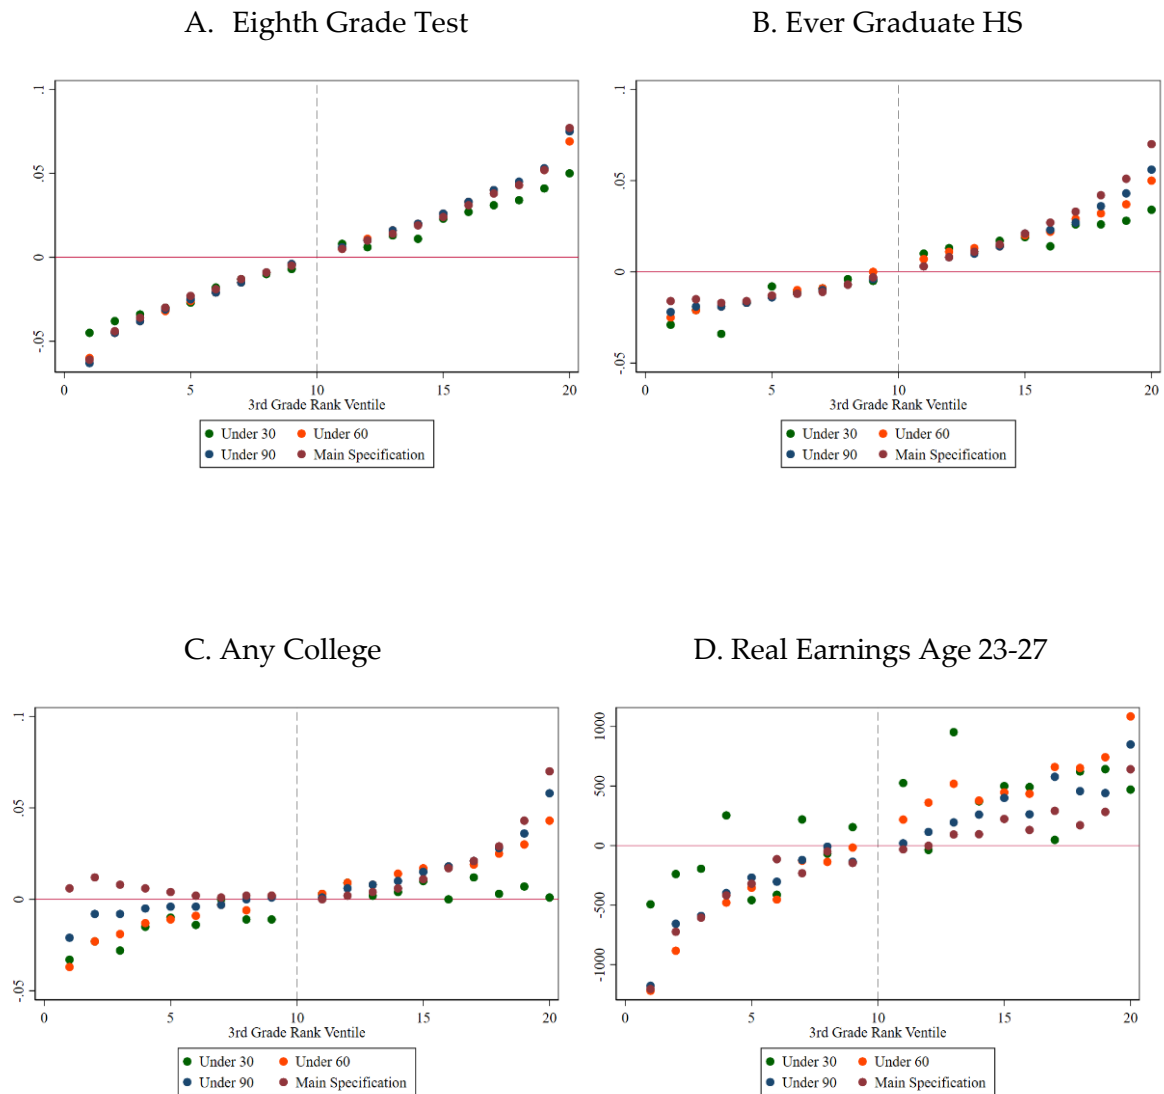 A. Eighth Grade Test
B. Ever Graduate HS
.1
.05
0
-.05
0 5 10 15 20
3rd Grade Rank Ventile
Under 30 Under 60
Under 90 Main Specification
.1
.05
0
-.05
0 5 10 15 20
3rd Grade Rank Ventile
Under 30 Under 60
Under 90 Main Specification
C. Any College
D. Real Earnings Age 23-27
.1
.05
0
-.05
0 5 10 15 20
3rd Grade Rank Ventile
Under 30 Under 60
Under 90 Main Specification
1000
500
0
-500
-1000
0 5 10 15 20
3rd Grade Rank Ventile
Under 30 Under 60
Under 90 Main Specification